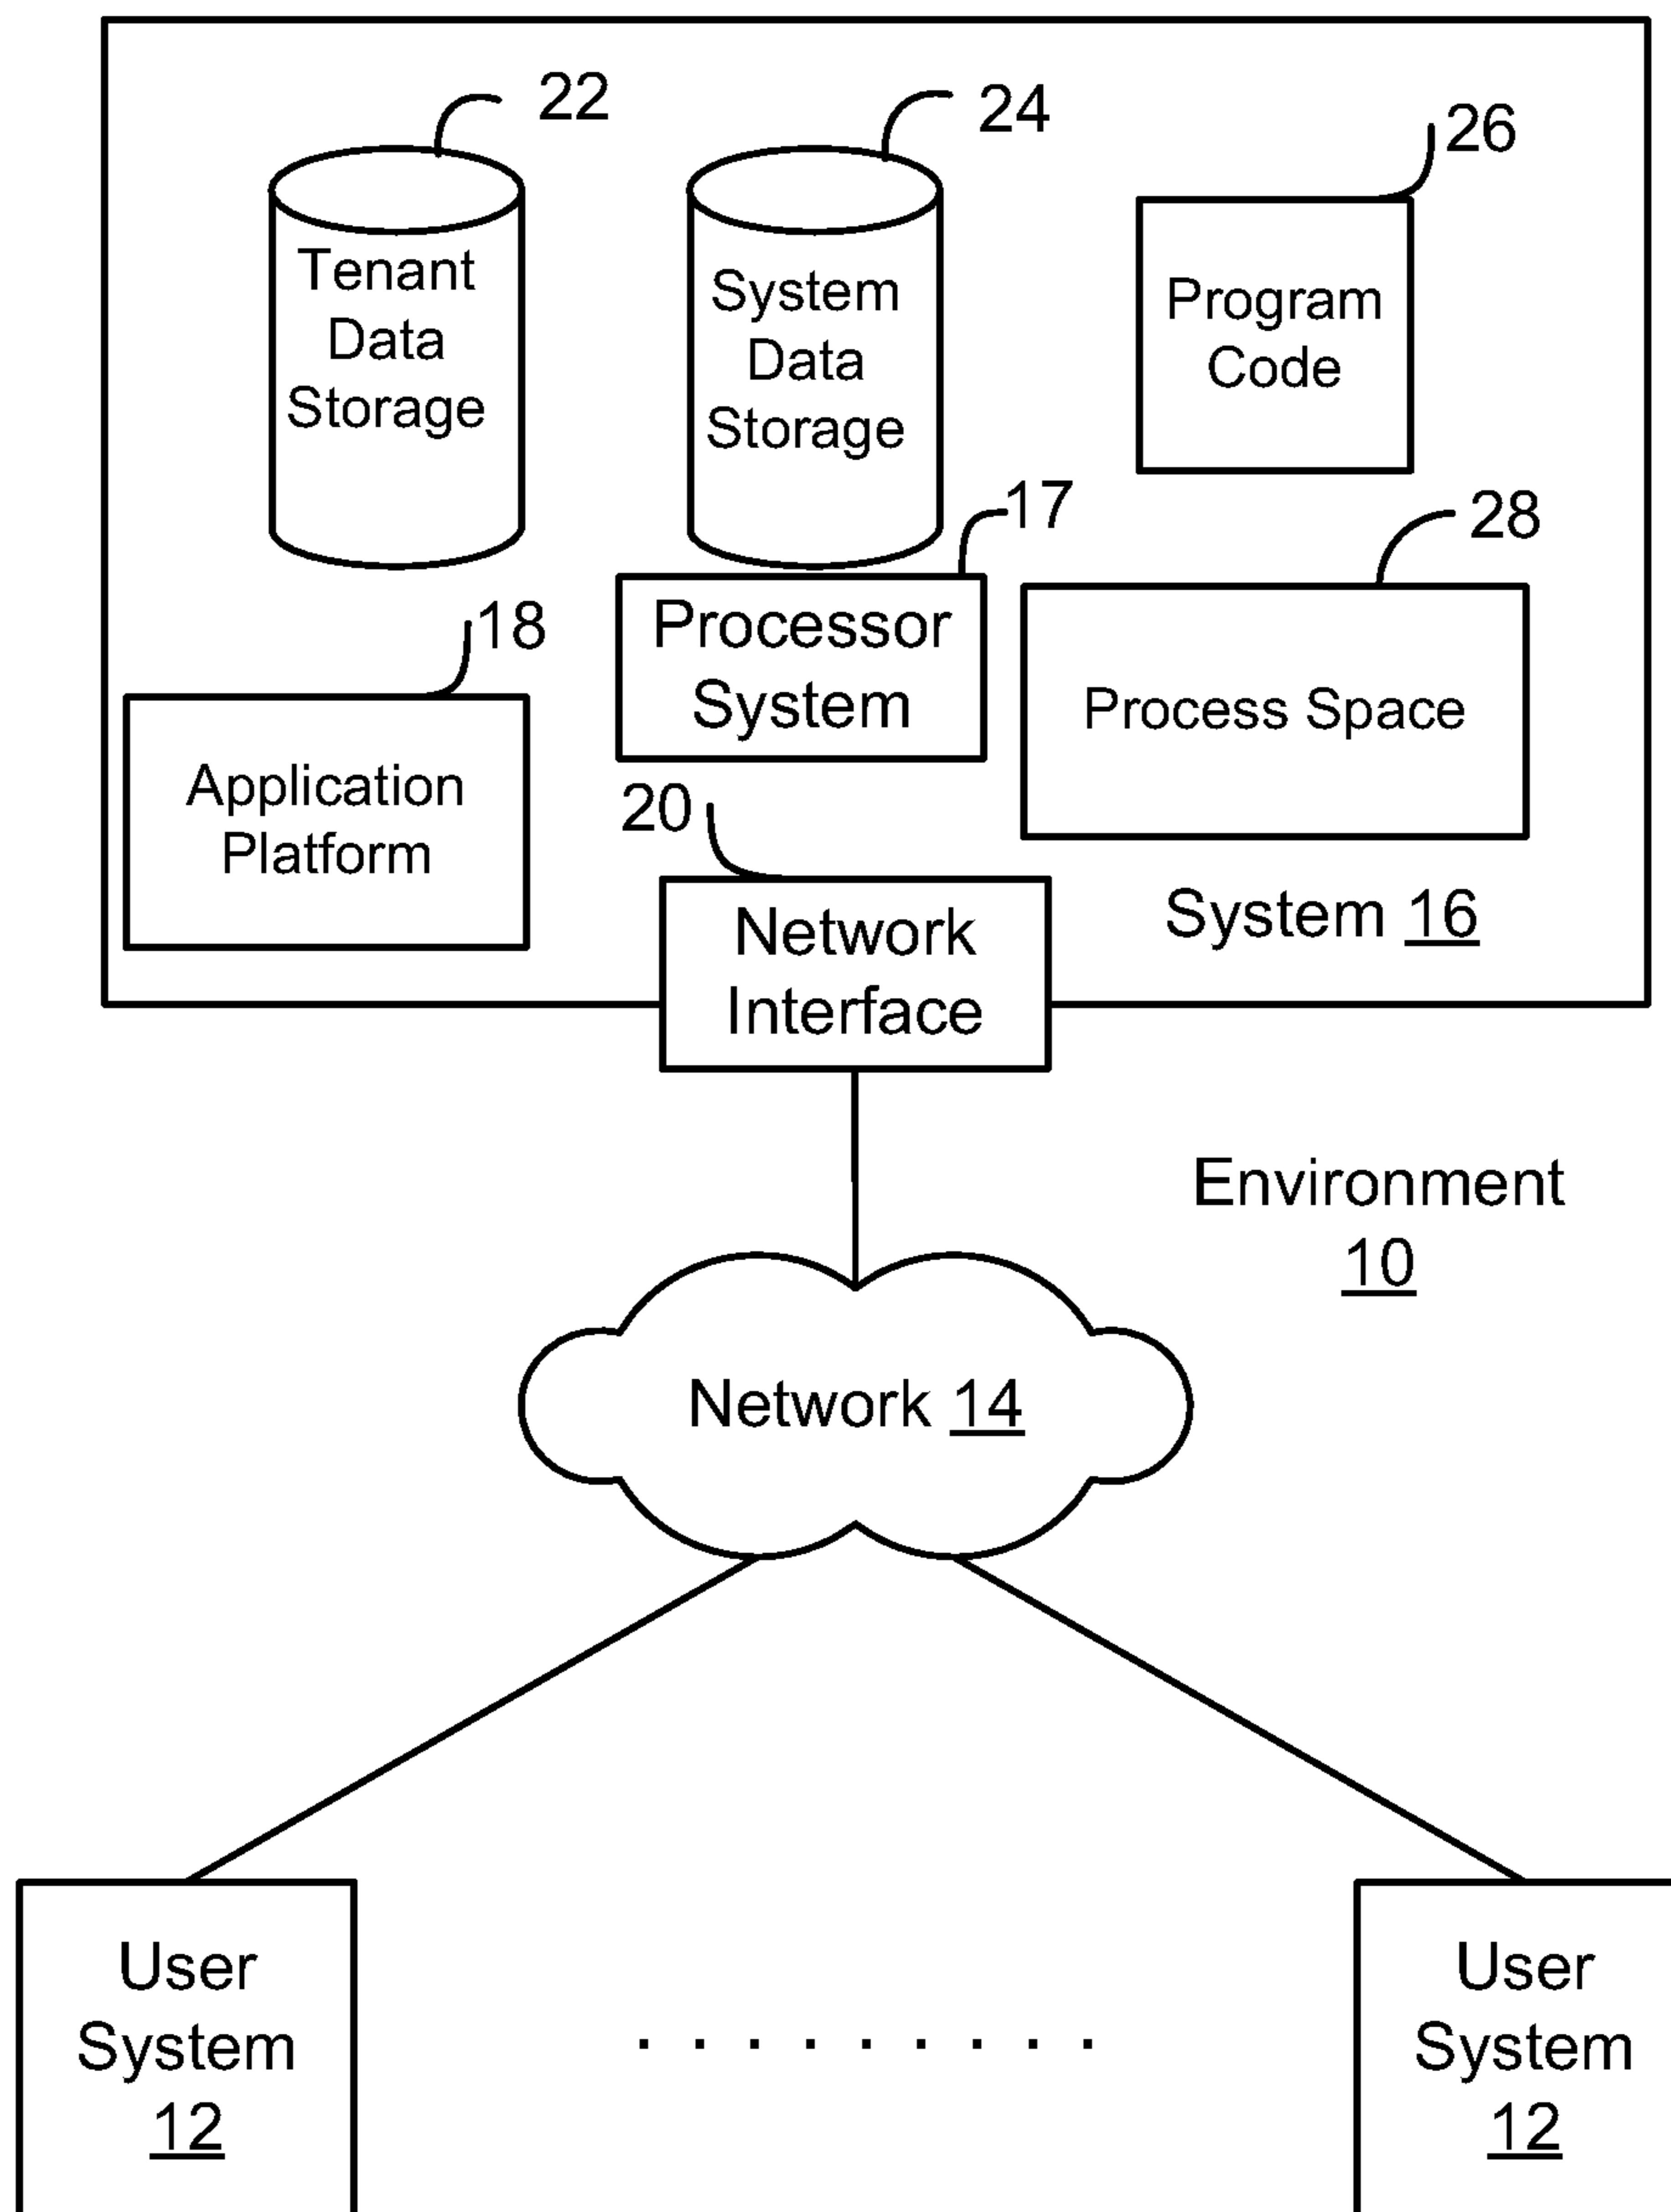 22
24
26
Tenant
Data
Storage
System
Data
Storage
Program
Code
17
28
18
Processor
System
Process Space
Application
Platform
20
Network
Interface
System 16
Environment
10
Network 14
User
System
12
. . . . . . . . .
User
System
12